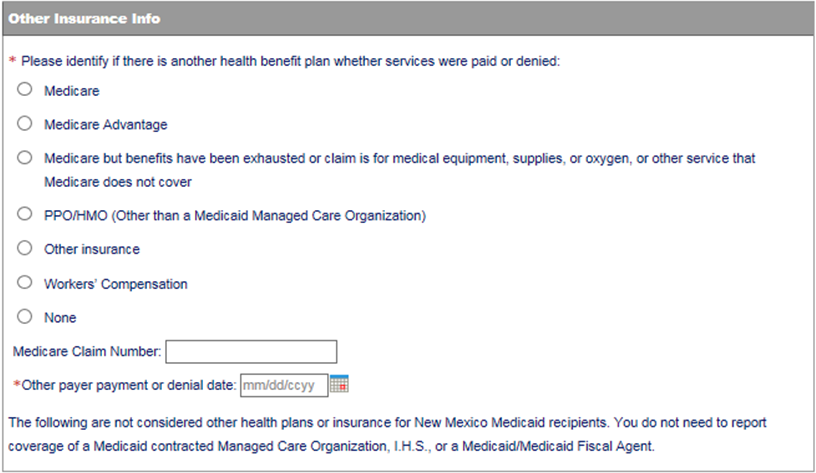 Other Insurance Info
* Please identify if there is another health benefit plan whether services were paid or denied:
Medicare
Medicare Advantage
Medicare but benefits have been exhausted or claim is for medical equipment, supplies, or oxygen, or other service that
Medicare does not cover
PPO/HMO (Other than a Medicaid Managed Care Organization)
Other insurance
Workers' Compensation
None
Medicare Claim Number:
*Other payer payment or denial date: mm/dd/ccyy
The following are not considered other health plans or insurance for New Mexico Medicaid recipients. You do not need to report
coverage of a Medicaid contracted Managed Care Organization, I.H.S., or a Medicaid/Medicaid Fiscal Agent.